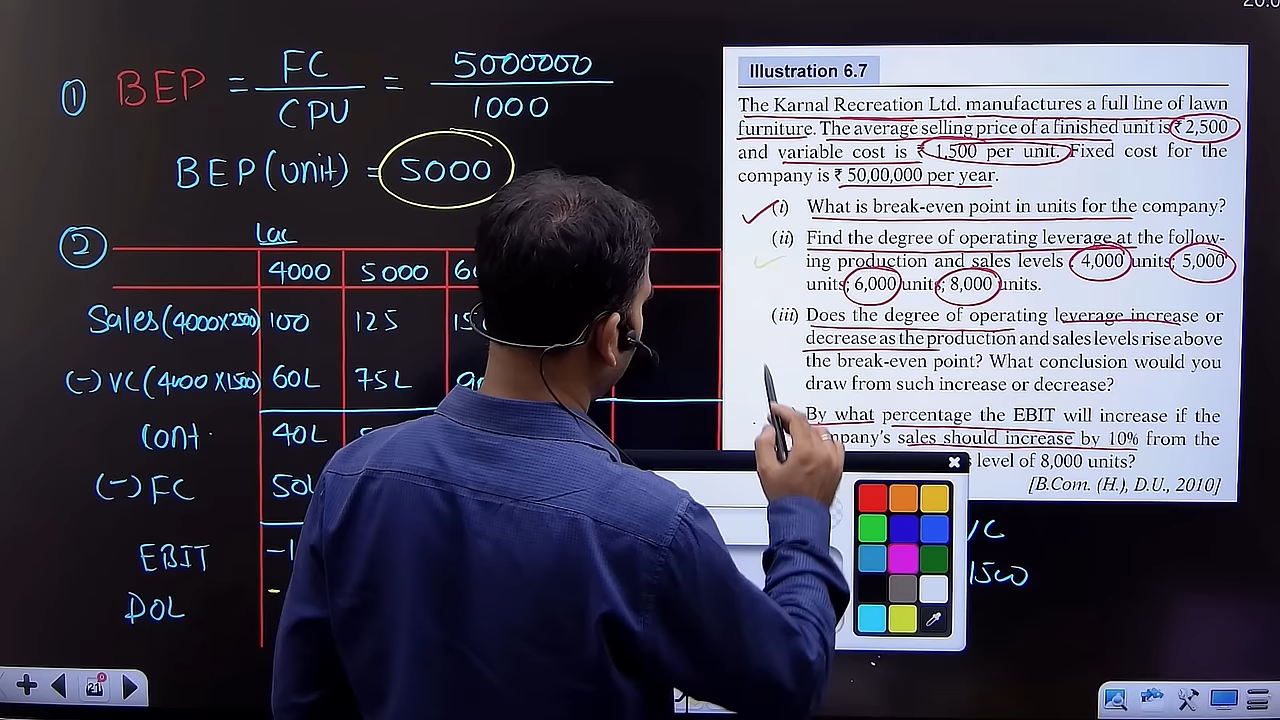 ① BEP = FC / CPU = 5000000 / 1000
BEP (unit) = 5000
② Lac
4000 5000
Sales (4000×2500) 100 125
(-) VC (4000×1500) 60L 75L
Cont. 40L
(-) FC 50L
EBIT
DOL
Illustration 6.7
The Karnal Recreation Ltd. manufactures a full line of lawn
furniture. The average selling price of a finished unit is ₹ 2,500
and variable cost is ₹ 1,500 per unit. Fixed cost for the
company is ₹ 50,00,000 per year.
(i) What is break-even point in units for the company?
(ii) Find the degree of operating leverage at the follow-
ing production and sales levels 4,000 units; 5,000
units; 6,000 units; 8,000 units.
(iii) Does the degree of operating leverage increase or
decrease as the production and sales levels rise above
the break-even point? What conclusion would you
draw from such increase or decrease?
By what percentage the EBIT will increase if the
sales should increase by 10% from the
level of 8,000 units?
[B.Com. (H.), D.U., 2010]
1500
21